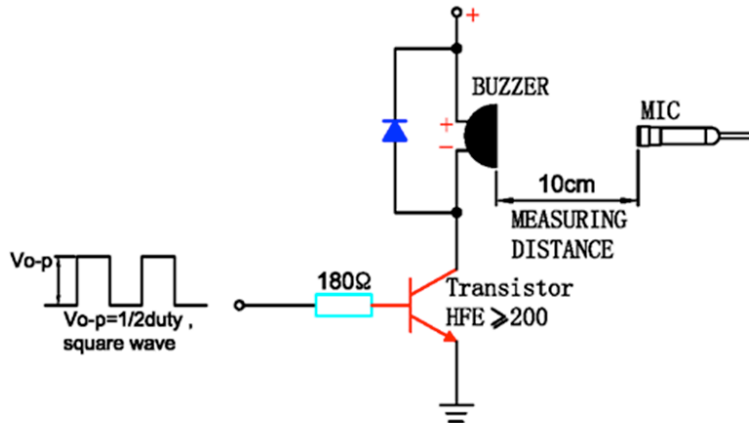 +
BUZZER
+
−
MIC
10cm
MEASURING
DISTANCE
Vo-p
Vo-p=1/2duty ,
square wave
180Ω
Transistor
HFE ⩾200